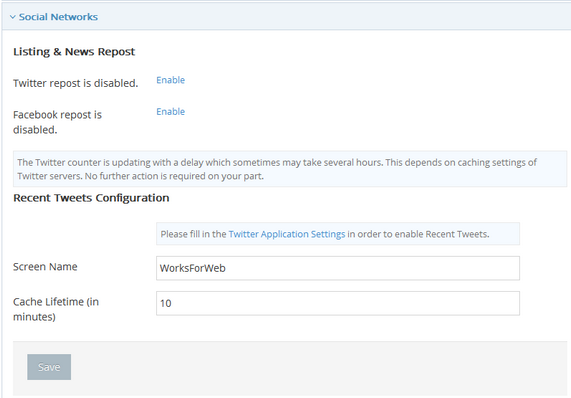 Social Networks
Listing & News Repost
Twitter repost is disabled. Enable
Facebook repost is Enable
disabled.
The Twitter counter is updating with a delay which sometimes may take several hours. This depends on caching settings of
Twitter servers. No further action is required on your part.
Recent Tweets Configuration
Please fill in the Twitter Application Settings in order to enable Recent Tweets.
Screen Name WorksForWeb
Cache Lifetime (in 10
minutes)
Save